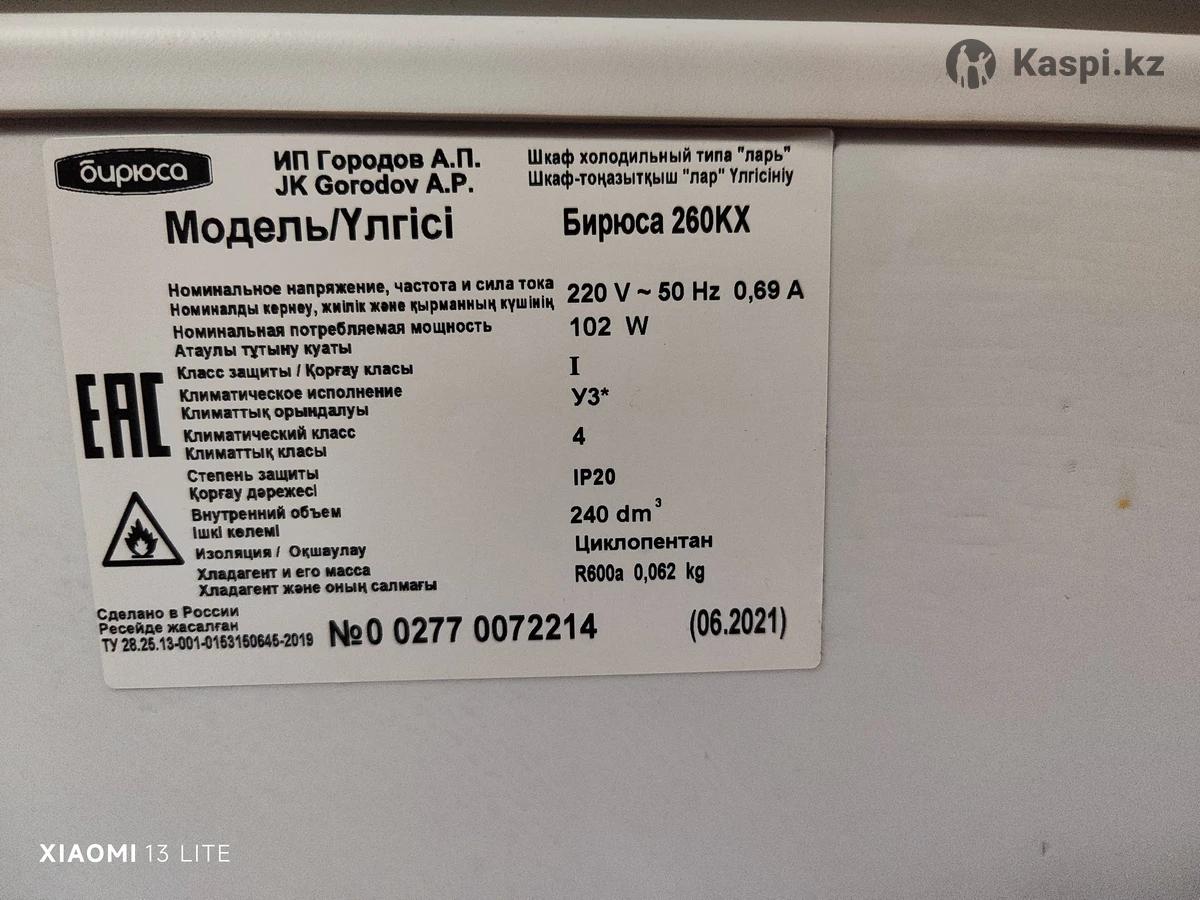 Kaspi.kz
бирюса
ИП Городов А.П.
JK Gorodov A.P.
Шкаф холодильный типа "ларь"
Шкаф-тоңазытқыш "лар" Үлгісініу
Модель/Үлгісі Бирюса 260KX
Номинальное напряжение, частота и сила тока
Номиналды кернеу, жиілік және қырманның күшінің
220 V ~ 50 Hz 0,69 A
Номинальная потребляемая мощность 102 W
Атаулы тұтыну куаты
Класс защиты / Қорғау класы I
Климатическое исполнение У3*
Климаттық орындалуы
Климатический класс 4
Климаттық класы
Степень защиты IP20
Қорғау дәрежесі
Внутренний объем 240 dm³
Ішкі көлемі
Изоляция / Оқшаулау Циклопентан
Хладагент и его масса R600a 0,062 kg
Хладагент және оның салмағы
EAC
Сделано в России
Ресейде жасалған
ТУ 28.25.13-001-0153150645-2019
№0 0277 0072214 (06.2021)
XIAOMI 13 LITE